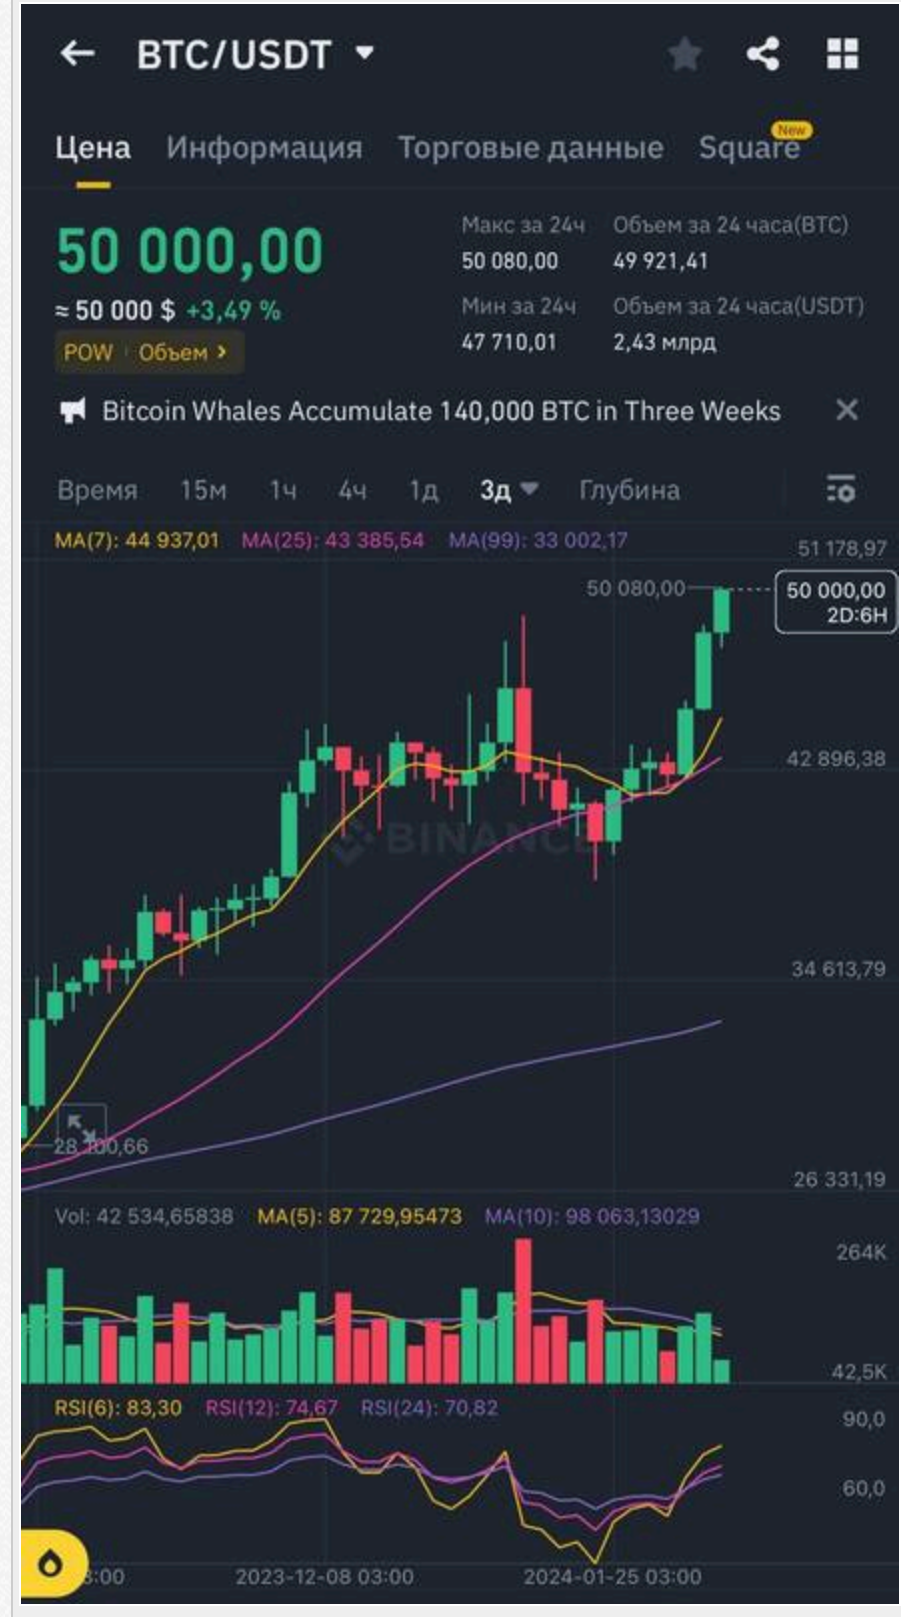 BTC/USDT
Цена Информация Торговые данные Square New
50 000,00
≈ 50 000 $ +3,49 %
POW Объем >
Макс за 24ч Объем за 24 часа(BTC)
50 080,00 49 921,41
Мин за 24ч Объем за 24 часа(USDT)
47 710,01 2,43 млрд
Bitcoin Whales Accumulate 140,000 BTC in Three Weeks
Время 15м 1ч 4ч 1д 3д Глубина
MA(7): 44 937,01 MA(25): 43 385,54 MA(99): 33 002,17
51 178,97
50 080,00
50 000,00
2D:6H
42 896,38
BINANCE
34 613,79
28 100,66
26 331,19
Vol: 42 534,65838 MA(5): 87 729,95473 MA(10): 98 063,13029
264K
42,5K
RSI(6): 83,30 RSI(12): 74,67 RSI(24): 70,82
90,0
60,0
3:00 2023-12-08 03:00 2024-01-25 03:00